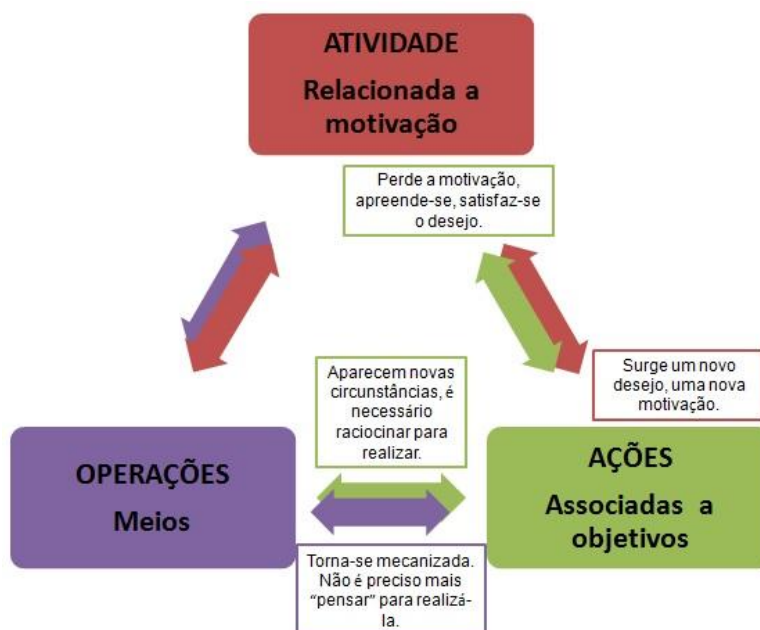 ATIVIDADE
Relacionada a
motivação
Perde a motivação,
apreende-se, satisfaz-se
o desejo.
Surge um novo
desejo, uma nova
motivação.
Aparecem novas
circunstâncias, é
necessário
raciocinar para
realizar.
OPERAÇÕES
Meios
AÇÕES
Associadas a
objetivos
Torna-se mecanizada.
Não é preciso mais
“pensar” para realizá-
la.